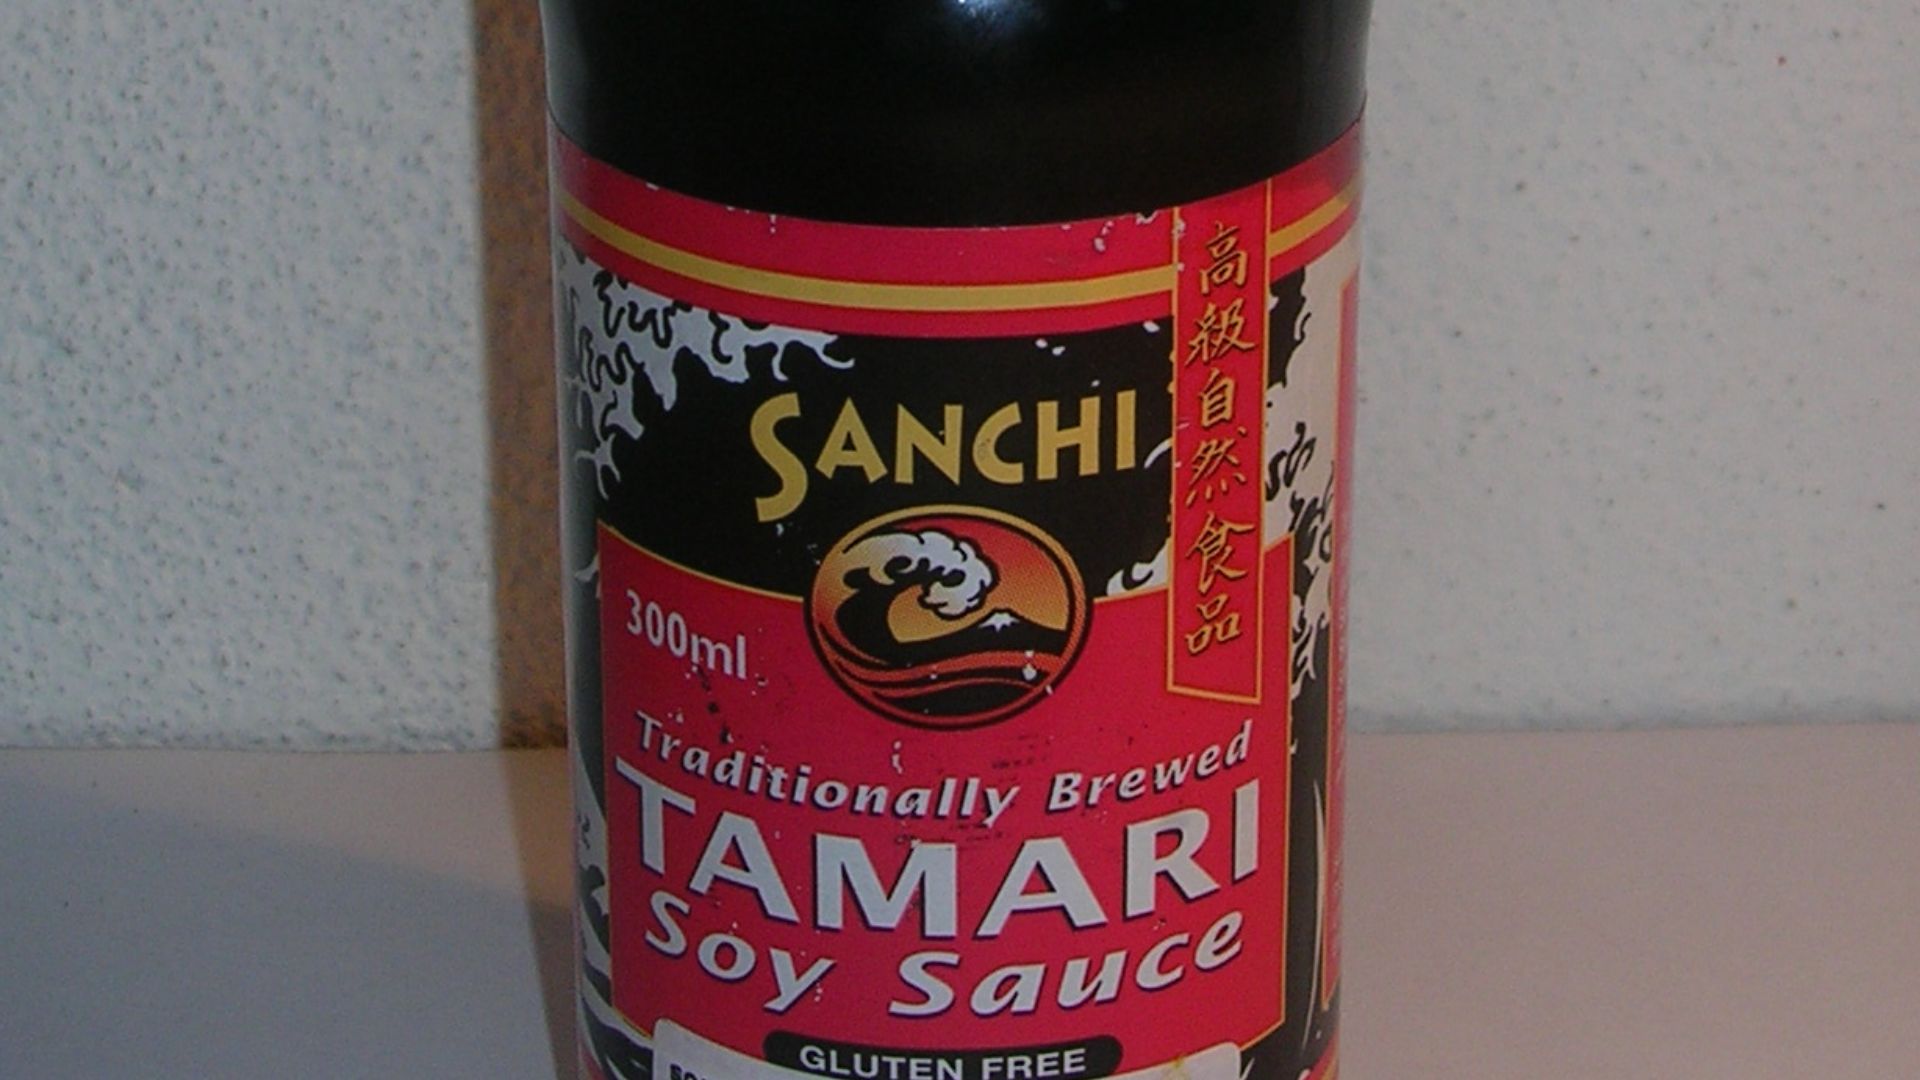 SANCHI
高級自然食品
300ml
Traditionally Brewed
TAMARI
Soy Sauce
GLUTEN FREE